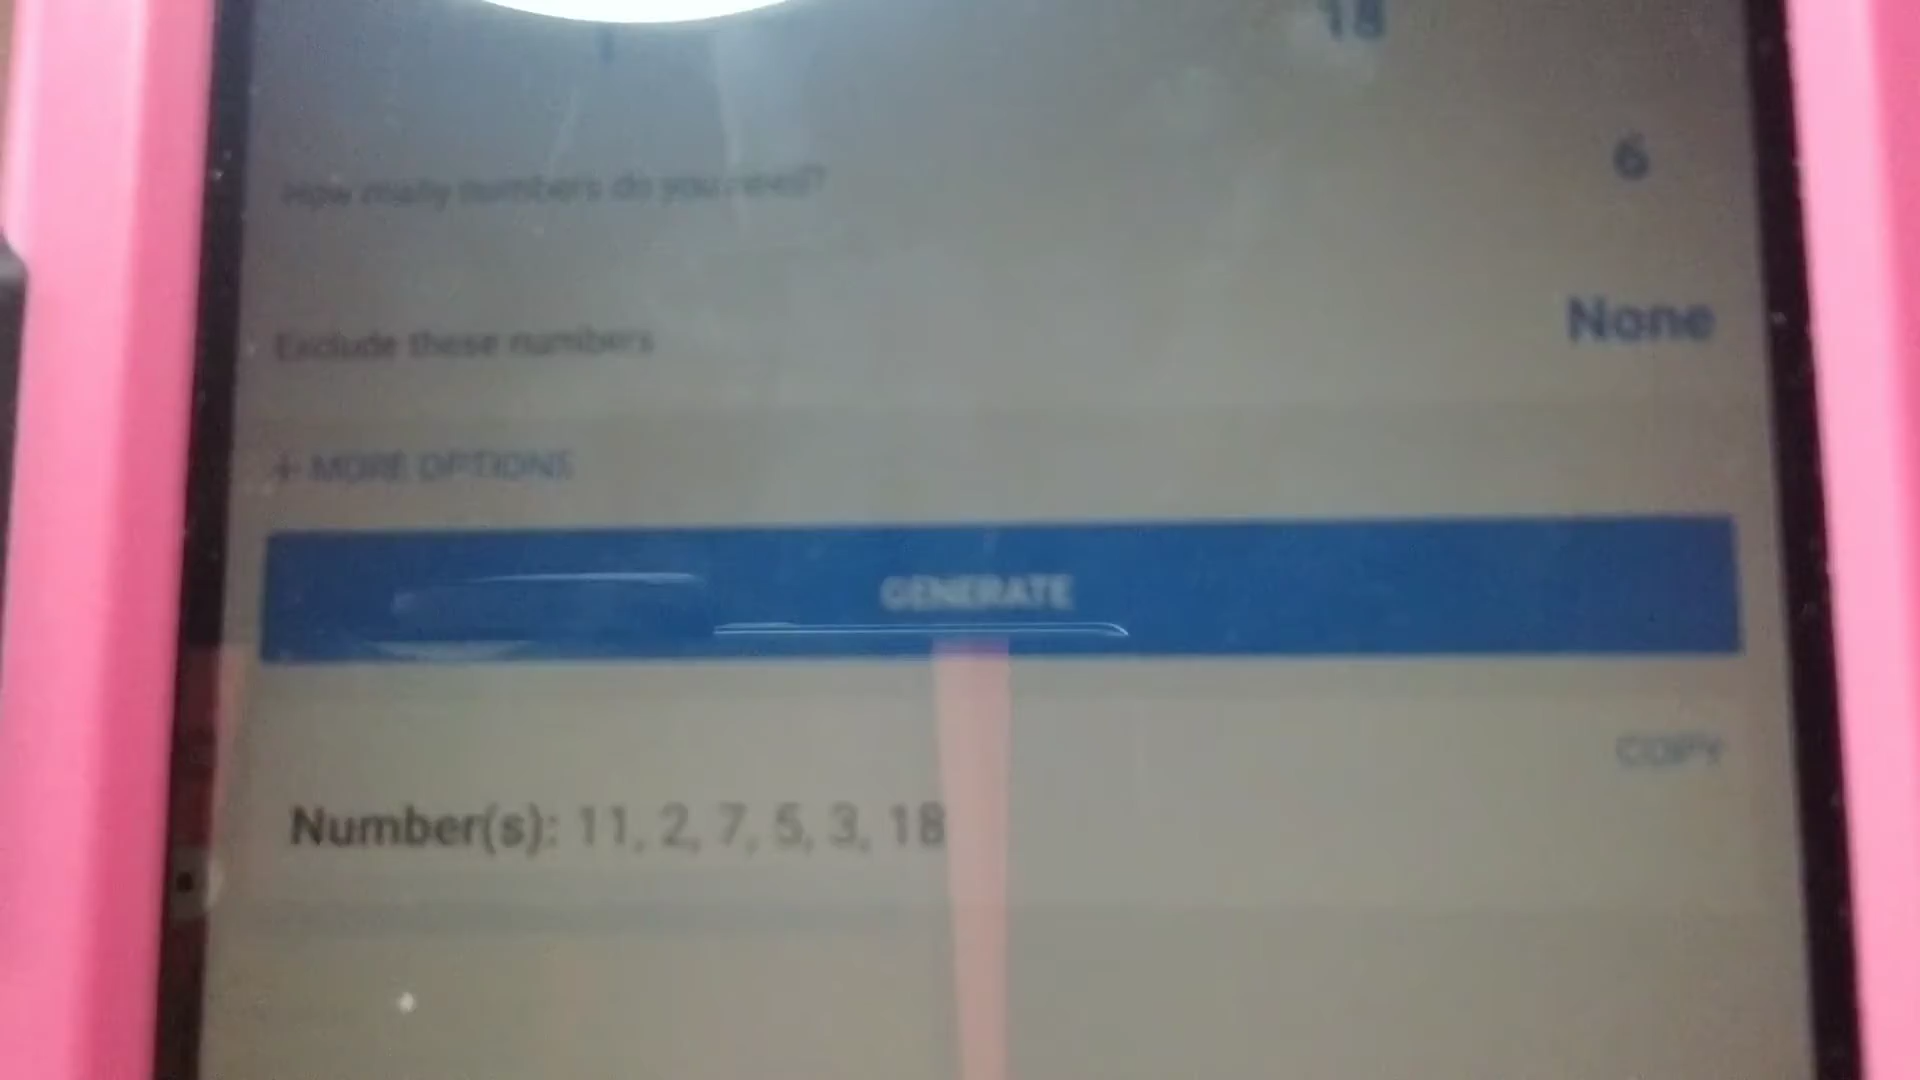 18
6
How many numbers do you need?
None
Exclude these numbers
+ MORE OPTIONS
GENERATE
COPY
Number(s): 11, 2, 7, 5, 3, 18